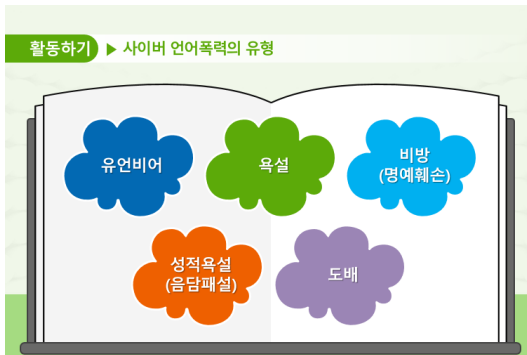 활동하기 ▶ 사이버 언어폭력의 유형
유언비어
욕설
비방
(명예훼손)
성적욕설
(음담패설)
도배